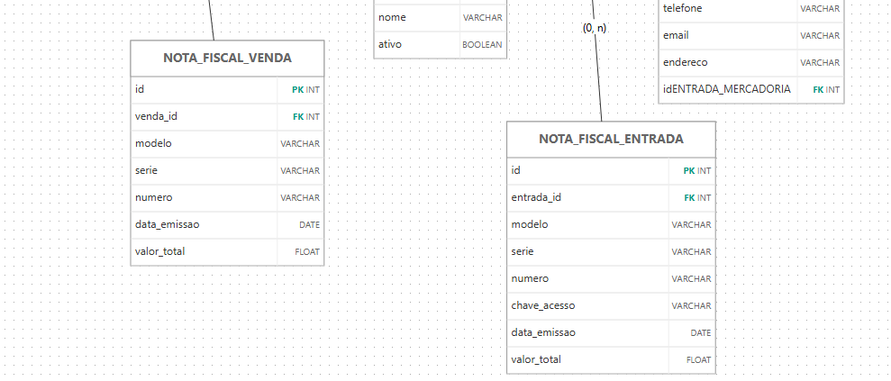 nome VARCHAR
ativo BOOLEAN
(0, n)
telefone VARCHAR
email VARCHAR
endereco VARCHAR
idENTRADA_MERCADORIA FK INT
NOTA_FISCAL_VENDA
id PK INT
venda_id FK INT
modelo VARCHAR
serie VARCHAR
numero VARCHAR
data_emissao DATE
valor_total FLOAT
NOTA_FISCAL_ENTRADA
id PK INT
entrada_id FK INT
modelo VARCHAR
serie VARCHAR
numero VARCHAR
chave_acesso VARCHAR
data_emissao DATE
valor_total FLOAT